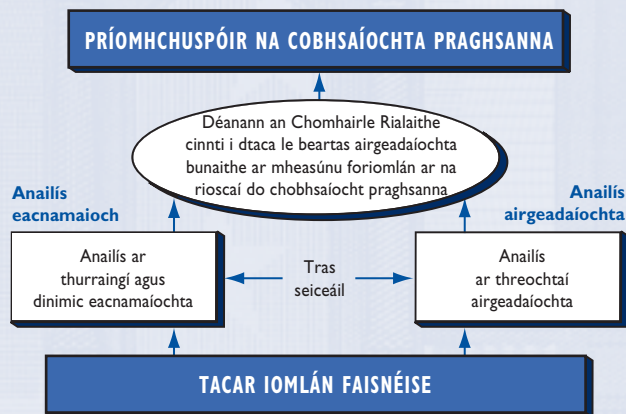 PRÍOMHCHUSPÓIR NA COBHSAÍOCHTA PRAGHSANNA
Déanann an Chomhairle Rialaithe
cinnti i dtaca le beartas airgeadaíochta
bunaithe ar mheasúnu foriomlán ar na
rioscaí do chobhsaíocht praghsanna
Anailís
eacnamaioch
Anailís
airgeadaíochta
Anailís ar
thurraingí agus
dinimic eacnamaíochta
Tras
seiceáil
Anailís
ar threochtaí
airgeadaíochta
TACAR IOMLÁN FAISNÉISE